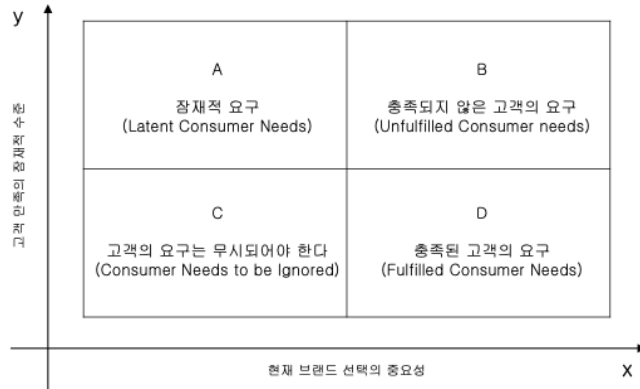 y
고객 만족의 잠재적 수준
A
잠재적 요구
(Latent Consumer Needs)
B
충족되지 않은 고객의 요구
(Unfulfilled Consumer needs)
C
고객의 요구는 무시되어야 한다
(Consumer Needs to be Ignored)
D
충족된 고객의 요구
(Fulfilled Consumer Needs)
현재 브랜드 선택의 중요성
x